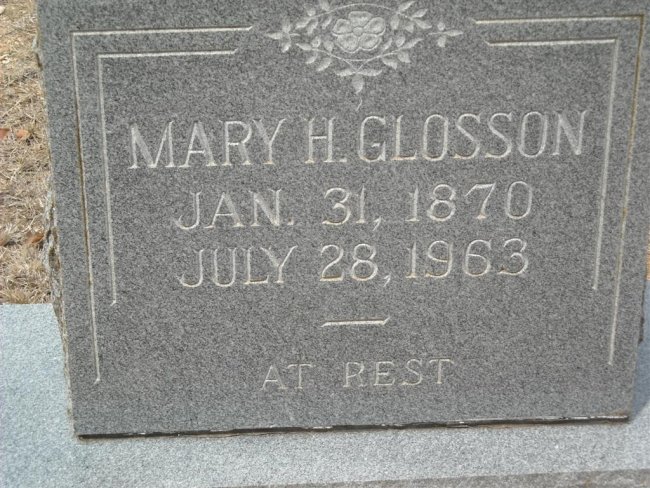 MARY H. GLOSSON
JAN. 31, 1870
JULY 28, 1963
AT REST